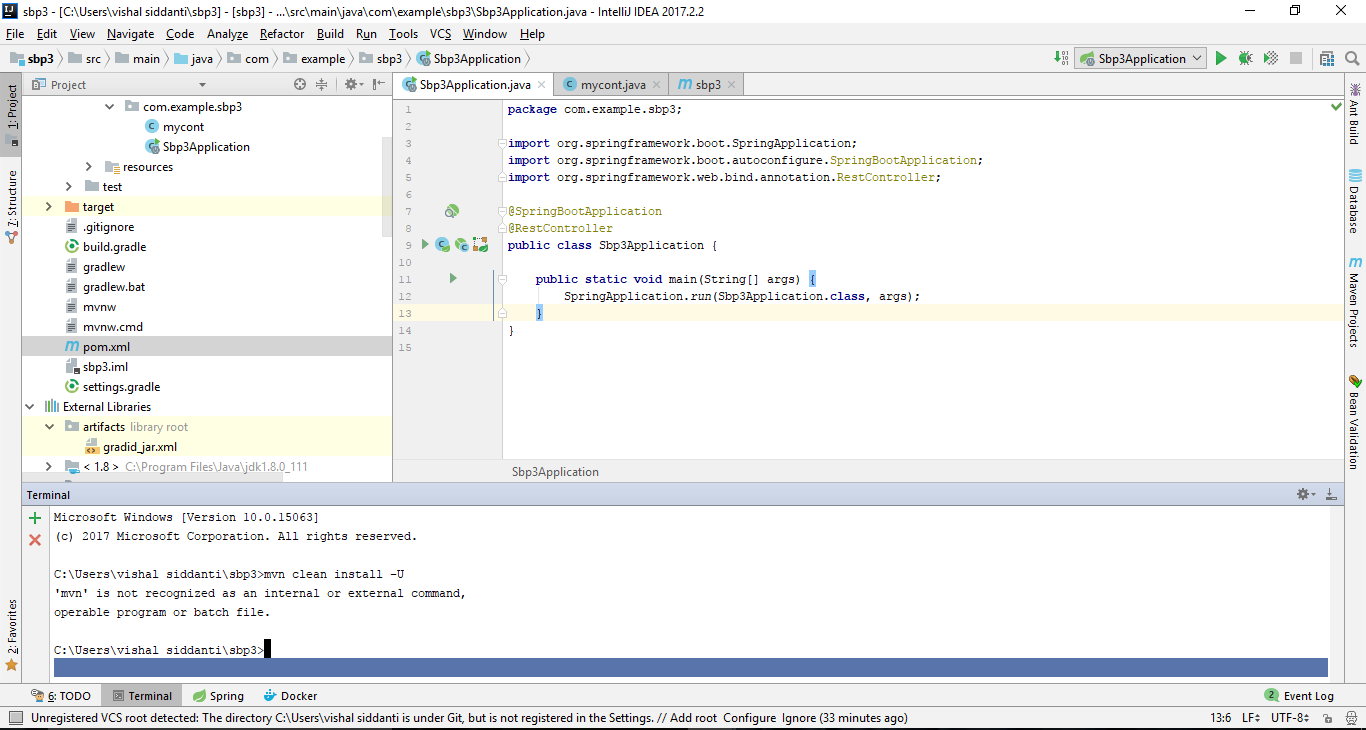 sbp3 - [C:\Users\vishal siddanti\sbp3] - [sbp3] - ...\src\main\java\com\example\sbp3\Sbp3Application.java - IntelliJ IDEA 2017.2.2
File Edit View Navigate Code Analyze Refactor Build Run Tools VCS Window Help
sbp3 src main java com example sbp3 Sbp3Application
Sbp3Application
1: Project
7: Structure
2: Favorites
Project
com.example.sbp3
mycont
Sbp3Application
resources
test
target
.gitignore
build.gradle
gradlew
gradlew.bat
mvnw
mvnw.cmd
pom.xml
sbp3.iml
settings.gradle
External Libraries
artifacts library root
gradid_jar.xml
< 1.8 > C:\Program Files\Java\jdk1.8.0_111
Sbp3Application.java mycont.java sbp3
1 package com.example.sbp3;
2
3 import org.springframework.boot.SpringApplication;
4 import org.springframework.boot.autoconfigure.SpringBootApplication;
5 import org.springframework.web.bind.annotation.RestController;
6
7 @SpringBootApplication
8 @RestController
9 public class Sbp3Application {
10
11 public static void main(String[] args) {
12 SpringApplication.run(Sbp3Application.class, args);
13 }
14 }
15
Sbp3Application
Ant Build
Database
Maven Projects
Bean Validation
Terminal
Microsoft Windows [Version 10.0.15063]
(c) 2017 Microsoft Corporation. All rights reserved.
C:\Users\vishal siddanti\sbp3>mvn clean install -U
'mvn' is not recognized as an internal or external command,
operable program or batch file.
C:\Users\vishal siddanti\sbp3>
6: TODO Terminal Spring Docker 2 Event Log
Unregistered VCS root detected: The directory C:\Users\vishal siddanti is under Git, but is not registered in the Settings. // Add root Configure Ignore (33 minutes ago) 13:6 LF UTF-8